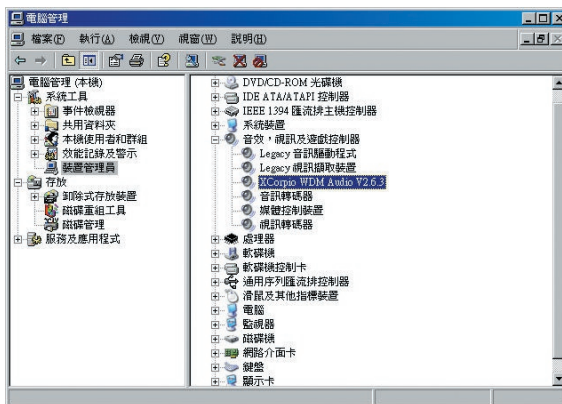 電腦管理
檔案(F) 執行(A) 檢視(V) 視窗(W) 說明(H)
電腦管理 (本機)
系統工具
事件檢視器
共用資料夾
本機使用者和群組
效能記錄及警示
裝置管理員
存放
卸除式存放裝置
磁碟重組工具
磁碟管理
服務及應用程式
DVD/CD-ROM 光碟機
IDE ATA/ATAPI 控制器
IEEE 1394 匯流排主機控制器
系統裝置
音效，視訊及遊戲控制器
Legacy 音訊驅動程式
Legacy 視訊擷取裝置
XCorpio WDM Audio V2.6.3
音訊轉碼器
媒體控制裝置
視訊轉碼器
處理器
軟碟機
軟碟機控制卡
通用序列匯流排控制器
滑鼠及其他指標裝置
電腦
監視器
磁碟機
網路介面卡
鍵盤
顯示卡